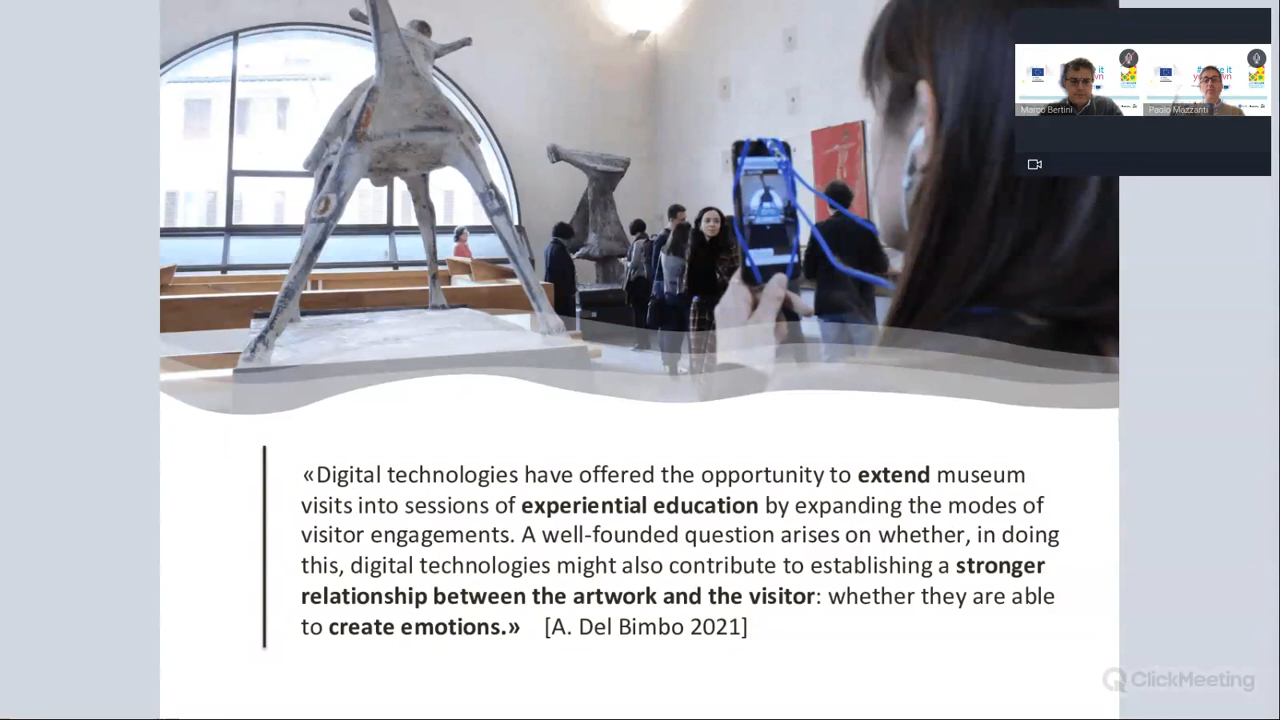 Marco Bertini
Paolo Mazzanti
«Digital technologies have offered the opportunity to extend museum
visits into sessions of experiential education by expanding the modes of
visitor engagements. A well-founded question arises on whether, in doing
this, digital technologies might also contribute to establishing a stronger
relationship between the artwork and the visitor: whether they are able
to create emotions.» [A. Del Bimbo 2021]
ClickMeeting